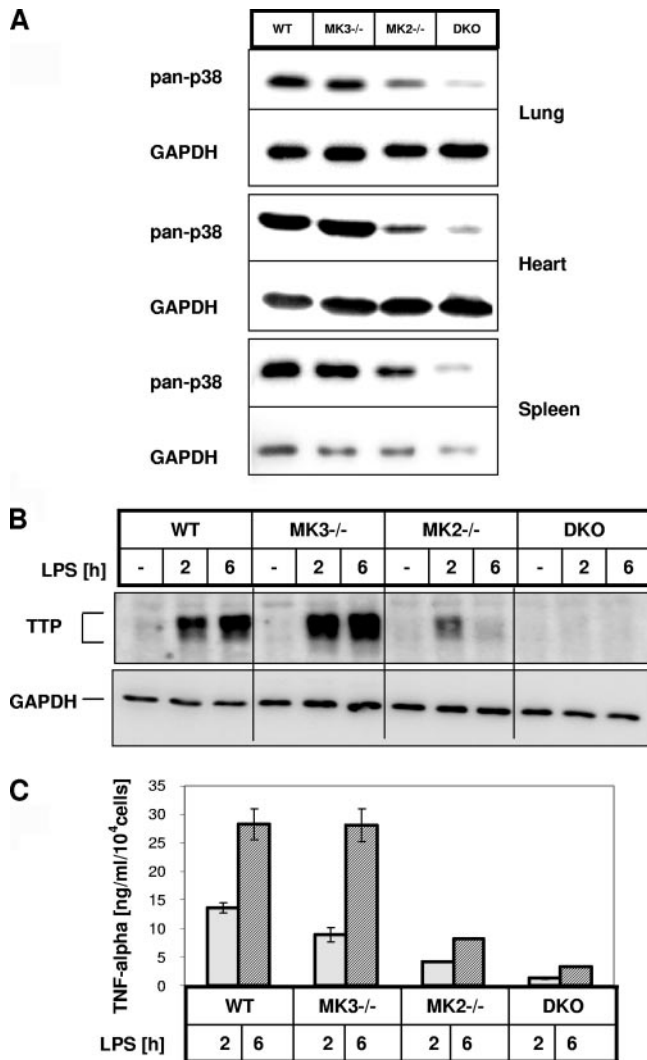 A
WT MK3-/- MK2-/- DKO
pan-p38
Lung
GAPDH
pan-p38
Heart
GAPDH
pan-p38
Spleen
GAPDH
B
WT MK3-/- MK2-/- DKO
LPS [h] - 2 6 - 2 6 - 2 6 - 2 6
TTP
GAPDH
C
TNF-alpha [ng/ml/10⁴cells]
35
30
25
20
15
10
5
0
WT MK3-/- MK2-/- DKO
LPS [h] 2 6 2 6 2 6 2 6